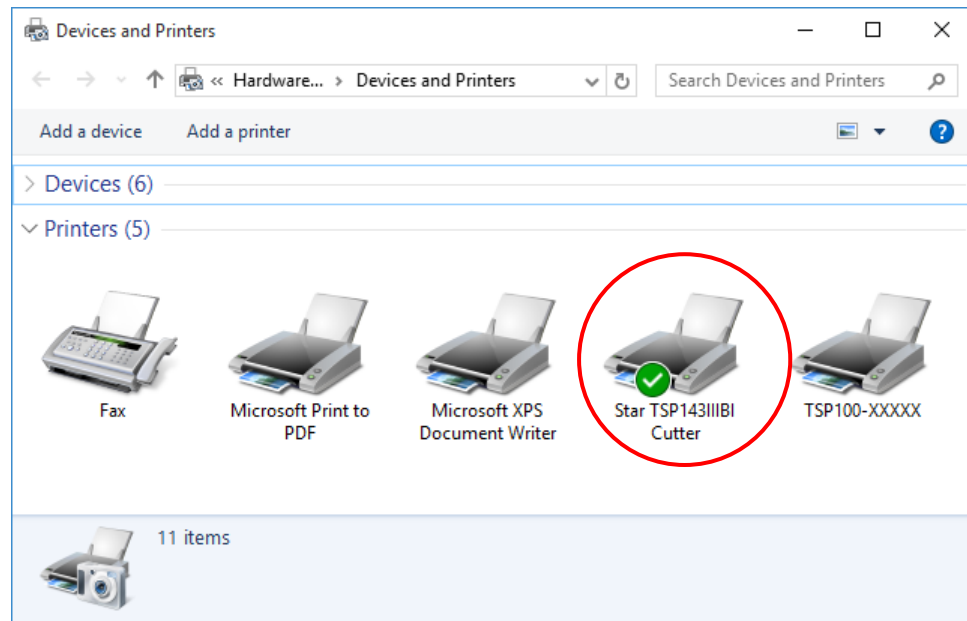 Devices and Printers
« Hardware... > Devices and Printers
Search Devices and Printers
Add a device Add a printer
?
Devices (6)
Printers (5)
Fax
Microsoft Print to
PDF
Microsoft XPS
Document Writer
Star TSP143IIIBI
Cutter
TSP100-XXXXX
11 items